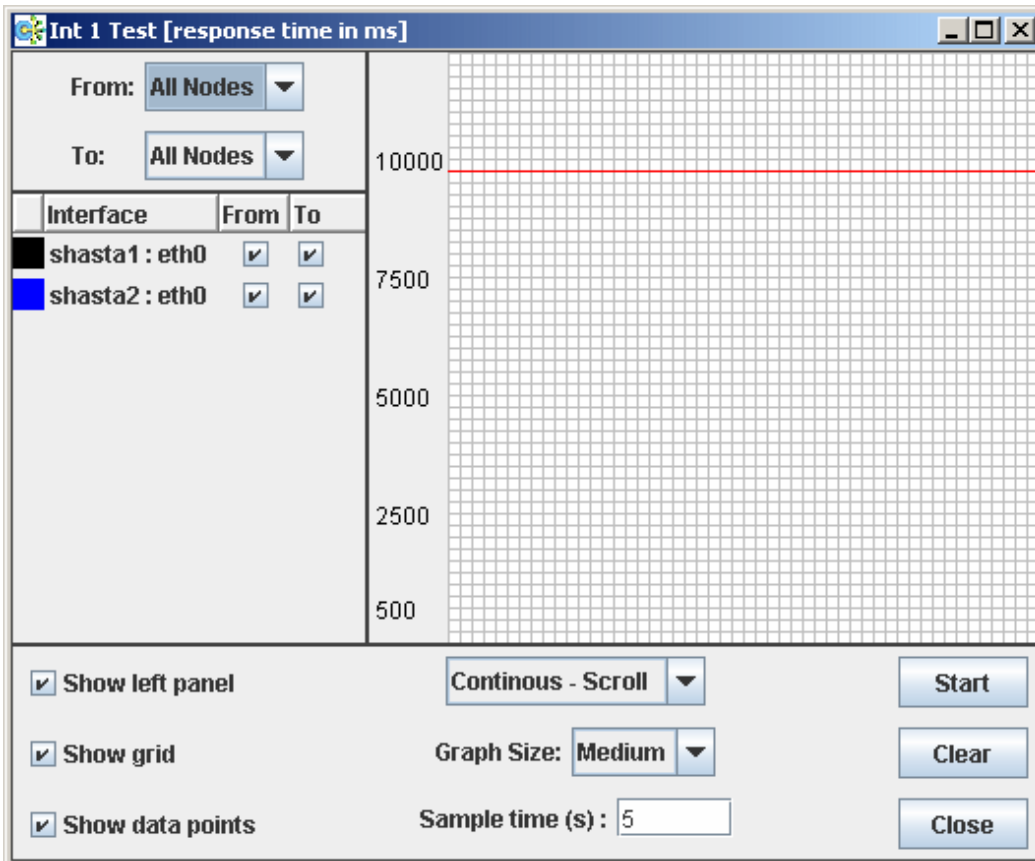 Int 1 Test [response time in ms]
From: All Nodes
To: All Nodes
Interface From To
shasta1 : eth0
shasta2 : eth0
10000
7500
5000
2500
500
Show left panel
Continous - Scroll
Start
Show grid
Graph Size: Medium
Clear
Show data points
Sample time (s) : 5
Close